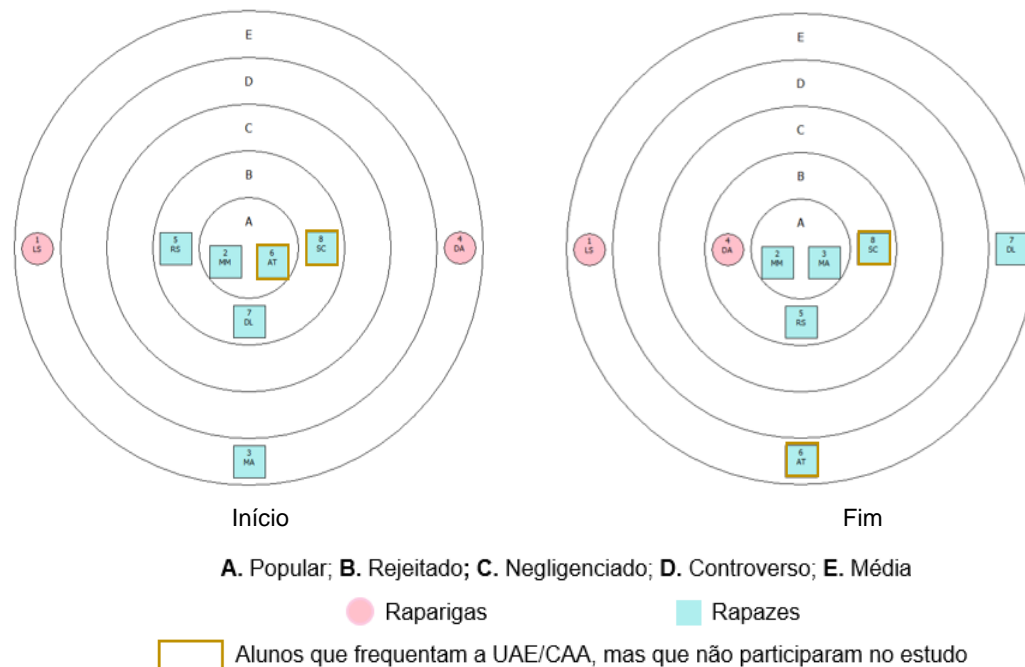 E
D
C
B
A
1
LS
5
RS
2
MM
6
AT
8
SC
4
DA
7
DL
3
MA
Início
E
D
C
B
A
1
LS
4
DA
2
MM
3
MA
8
SC
7
DL
5
RS
6
AT
Fim
A. Popular; B. Rejeitado; C. Negligenciado; D. Controverso; E. Média
Raparigas
Rapazes
Alunos que frequentam a UAE/CAA, mas que não participaram no estudo